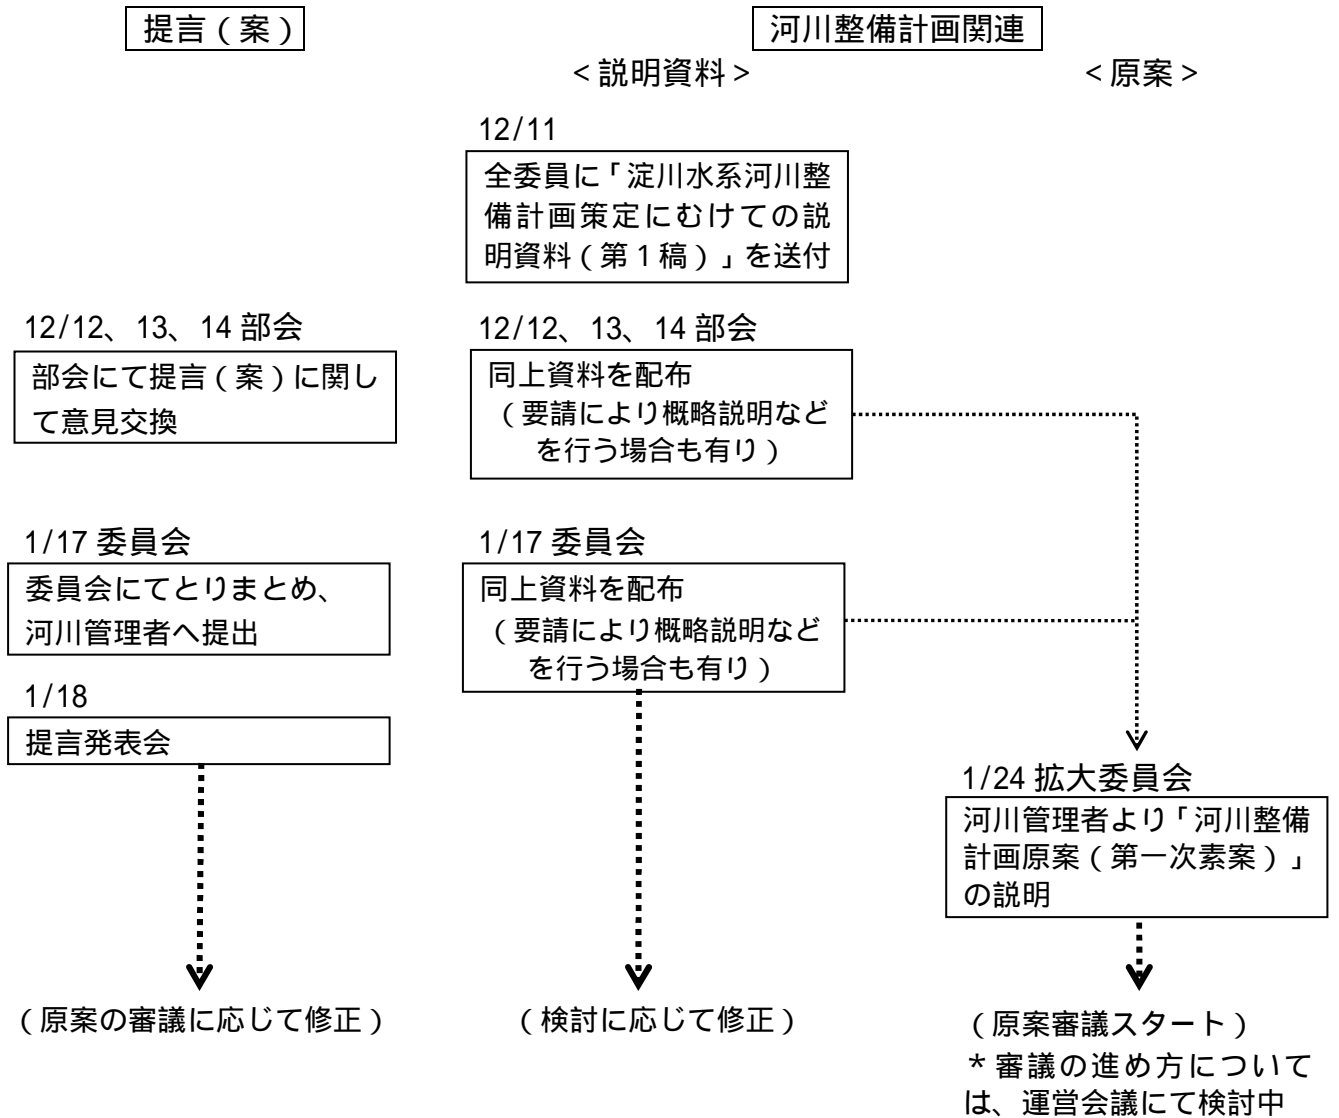 提言（案）
河川整備計画関連
＜説明資料＞
＜原案＞
12/11
全委員に「淀川水系河川整
備計画策定にむけての説
明資料（第１稿）」を送付
12/12、13、14 部会
部会にて提言（案）に関し
て意見交換
12/12、13、14 部会
同上資料を配布
（要請により概略説明など
を行う場合も有り）
1/17 委員会
委員会にてとりまとめ、
河川管理者へ提出
1/17 委員会
同上資料を配布
（要請により概略説明など
を行う場合も有り）
1/18
提言発表会
1/24 拡大委員会
河川管理者より「河川整備
計画原案（第一次素案）」
の説明
（原案の審議に応じて修正）
（検討に応じて修正）
（原案審議スタート）
＊審議の進め方について
は、運営会議にて検討中